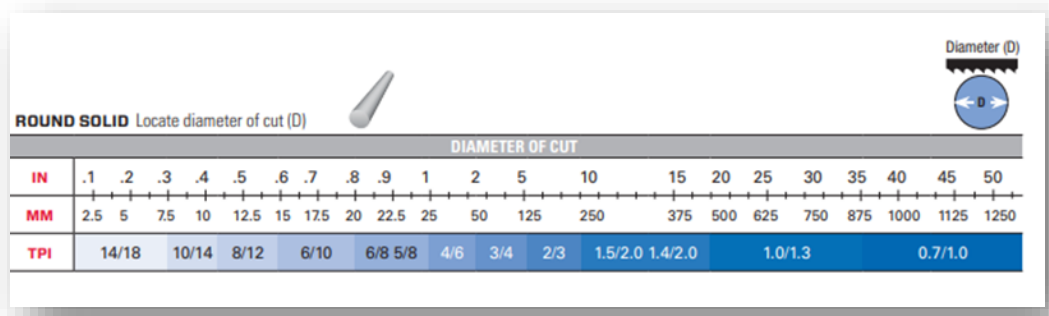 Diameter (D)
D
ROUND SOLID Locate diameter of cut (D)
DIAMETER OF CUT
IN .1 .2 .3 .4 .5 .6 .7 .8 .9 1 2 5 10 15 20 25 30 35 40 45 50
MM 2.5 5 7.5 10 12.5 15 17.5 20 22.5 25 50 125 250 375 500 625 750 875 1000 1125 1250
TPI 14/18 10/14 8/12 6/10 6/8 5/8 4/6 3/4 2/3 1.5/2.0 1.4/2.0 1.0/1.3 0.7/1.0